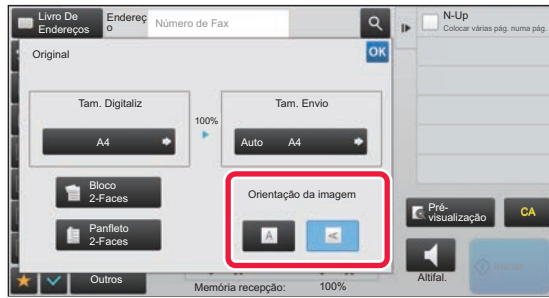 Livro De
Endereços
Endereç
o
Número de Fax
N-Up
Colocar várias pág. numa pág.
Original
OK
Tam. Digitaliz
100%
Tam. Envio
A4
Auto A4
Bloco
2-Faces
Orientação da imagem
A
A
Panfleto
2-Faces
Pré-
visualização
CA
Outros
Memória recepção: 100%
Altifal.